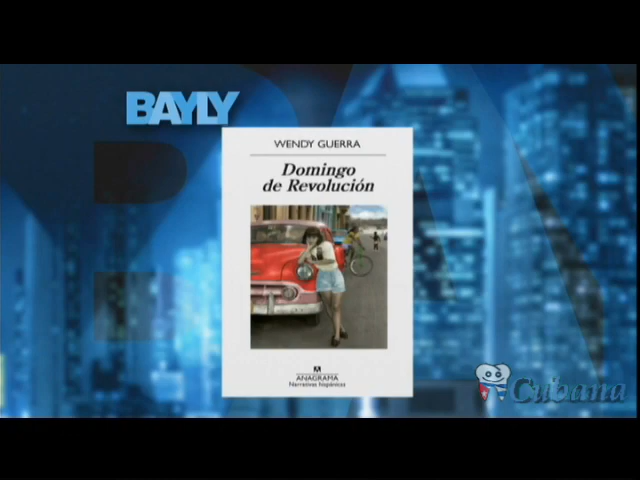 BAYLY
WENDY GUERRA
Domingo
de Revolución
ANAGRAMA
Narrativas hispánicas
Cubana